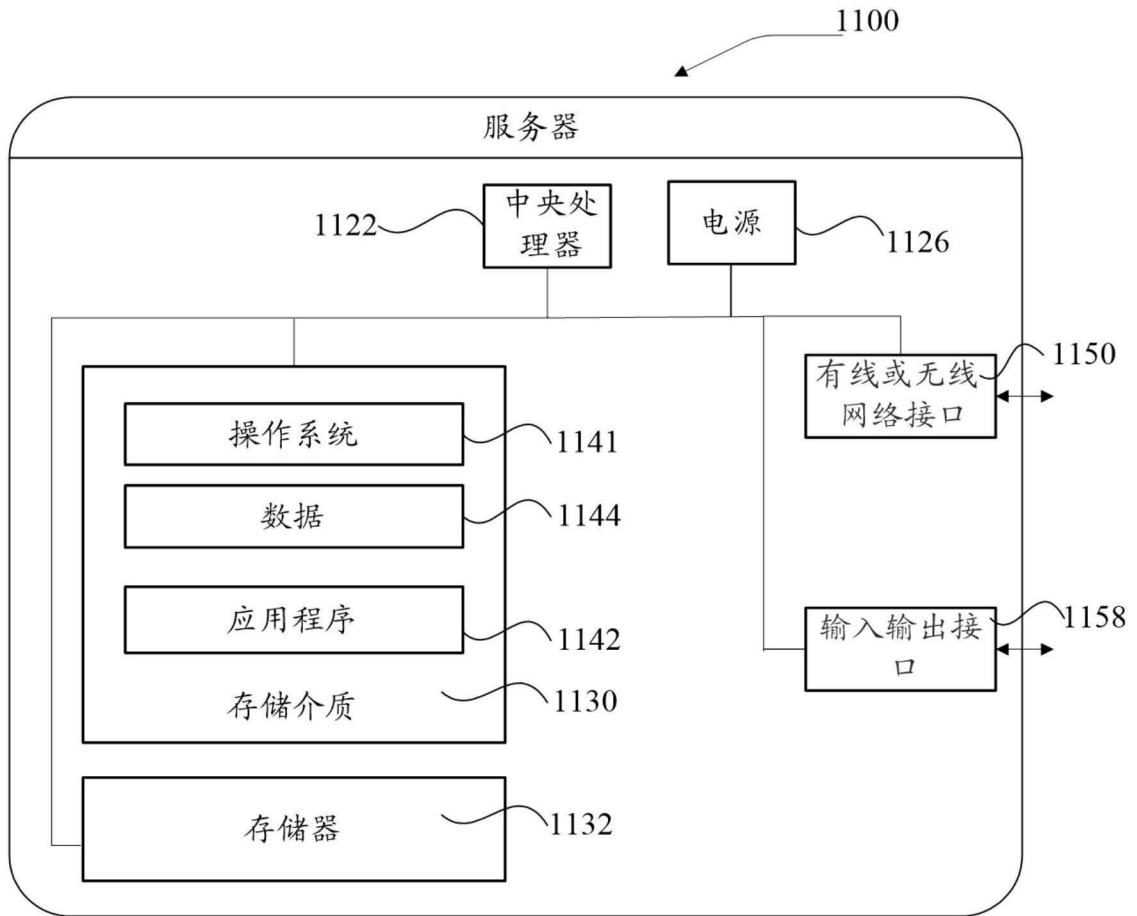 1100
服务器
1122
中央处
理器
电源
1126
有线或无线
网络接口
1150
操作系统
1141
数据
1144
应用程序
1142
存储介质
1130
输入输出接
口
1158
存储器
1132